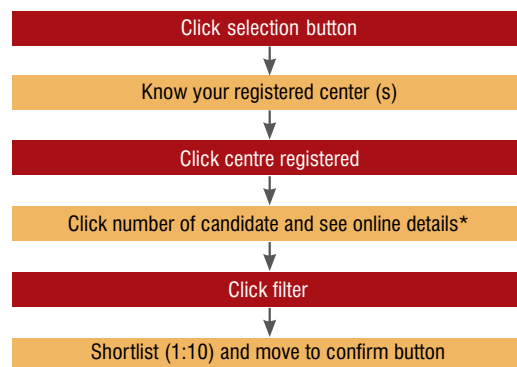 Click selection button
Know your registered center (s)
Click centre registered
Click number of candidate and see online details*
Click filter
Shortlist (1:10) and move to confirm button